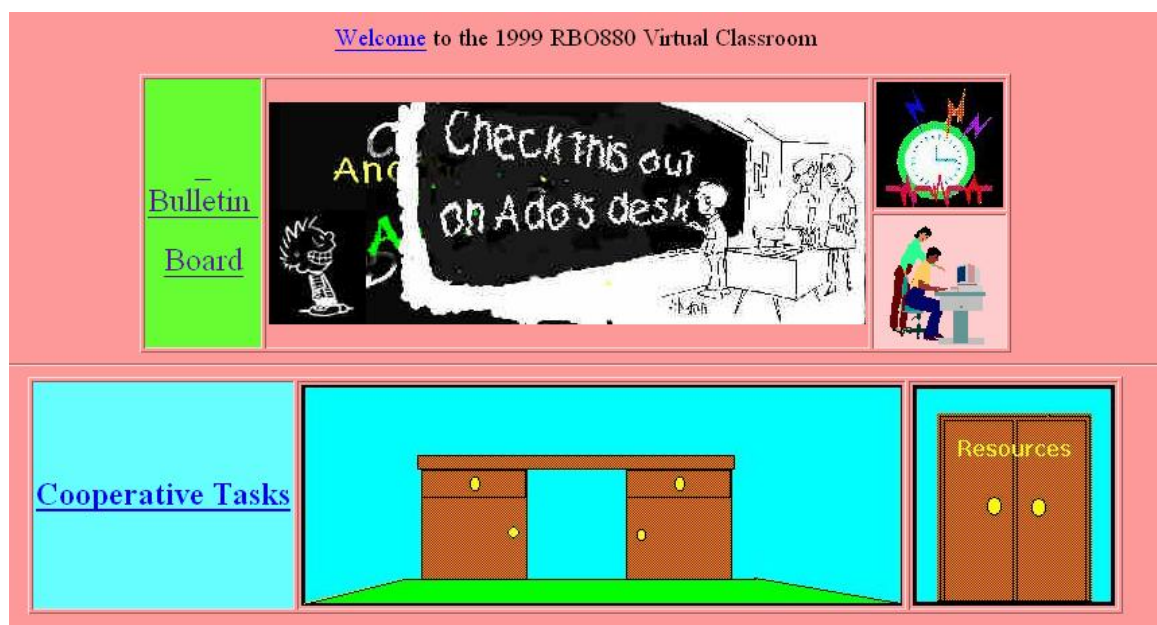 Welcome to the 1999 RBO880 Virtual Classroom
Bulletin
Board
Check This out
on Ado's desk
Cooperative Tasks
Resources